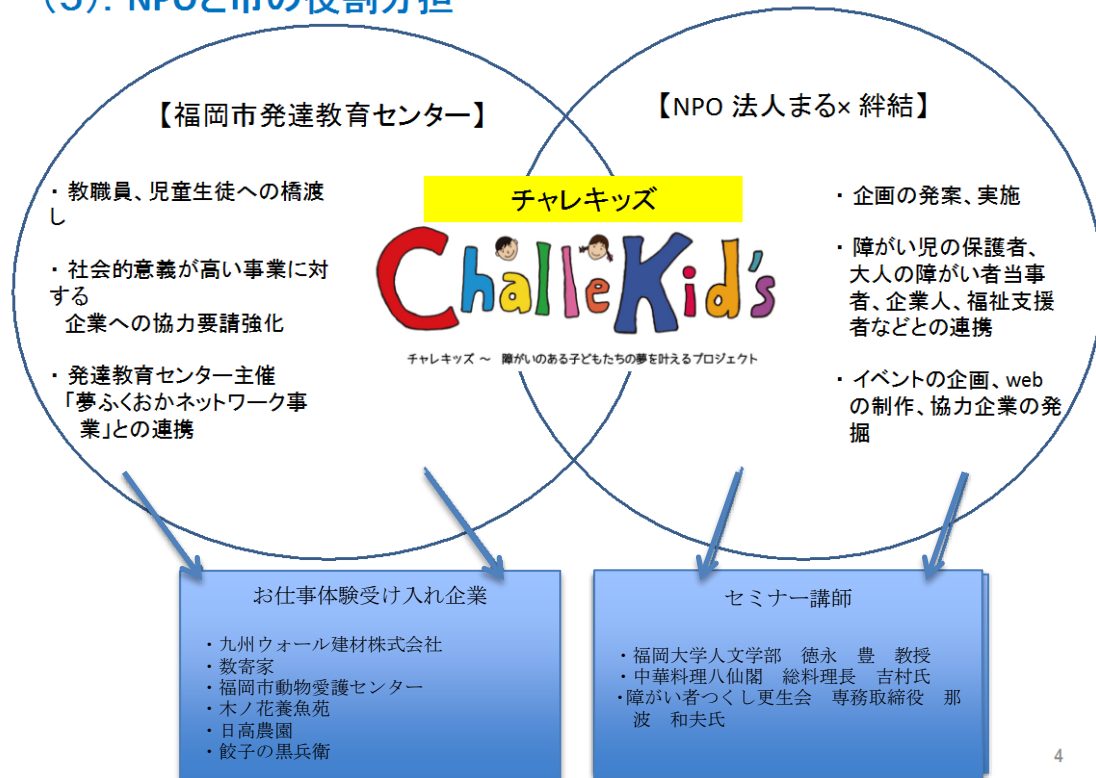 (3). NPOと市の役割分担
【福岡市発達教育センター】
・ 教職員、児童生徒への橋渡
し
・ 社会的意義が高い事業に対
する
企業への協力要請強化
・ 発達教育センター主催
「夢ふくおかネットワーク事
業」との連携
チャレキッズ
ChalleKid's
チャレキッズ ～ 障がいのある子どもたちの夢を叶えるプロジェクト
【NPO 法人まる× 絆結】
・ 企画の発案、実施
・ 障がい児の保護者、
大人の障がい者当事
者、企業人、福祉支援
者などとの連携
・ イベントの企画、web
の制作、協力企業の発
掘
お仕事体験受け入れ企業
・九州ウォール建材株式会社
・数寄家
・福岡市動物愛護センター
・木ノ花養魚苑
・日高農園
・餃子の黒兵衛
セミナー講師
・福岡大学人文学部 徳永 豊 教授
・中華料理八仙閣 総料理長 吉村氏
・障がい者つくし更生会 専務取締役 那
波 和夫氏
4